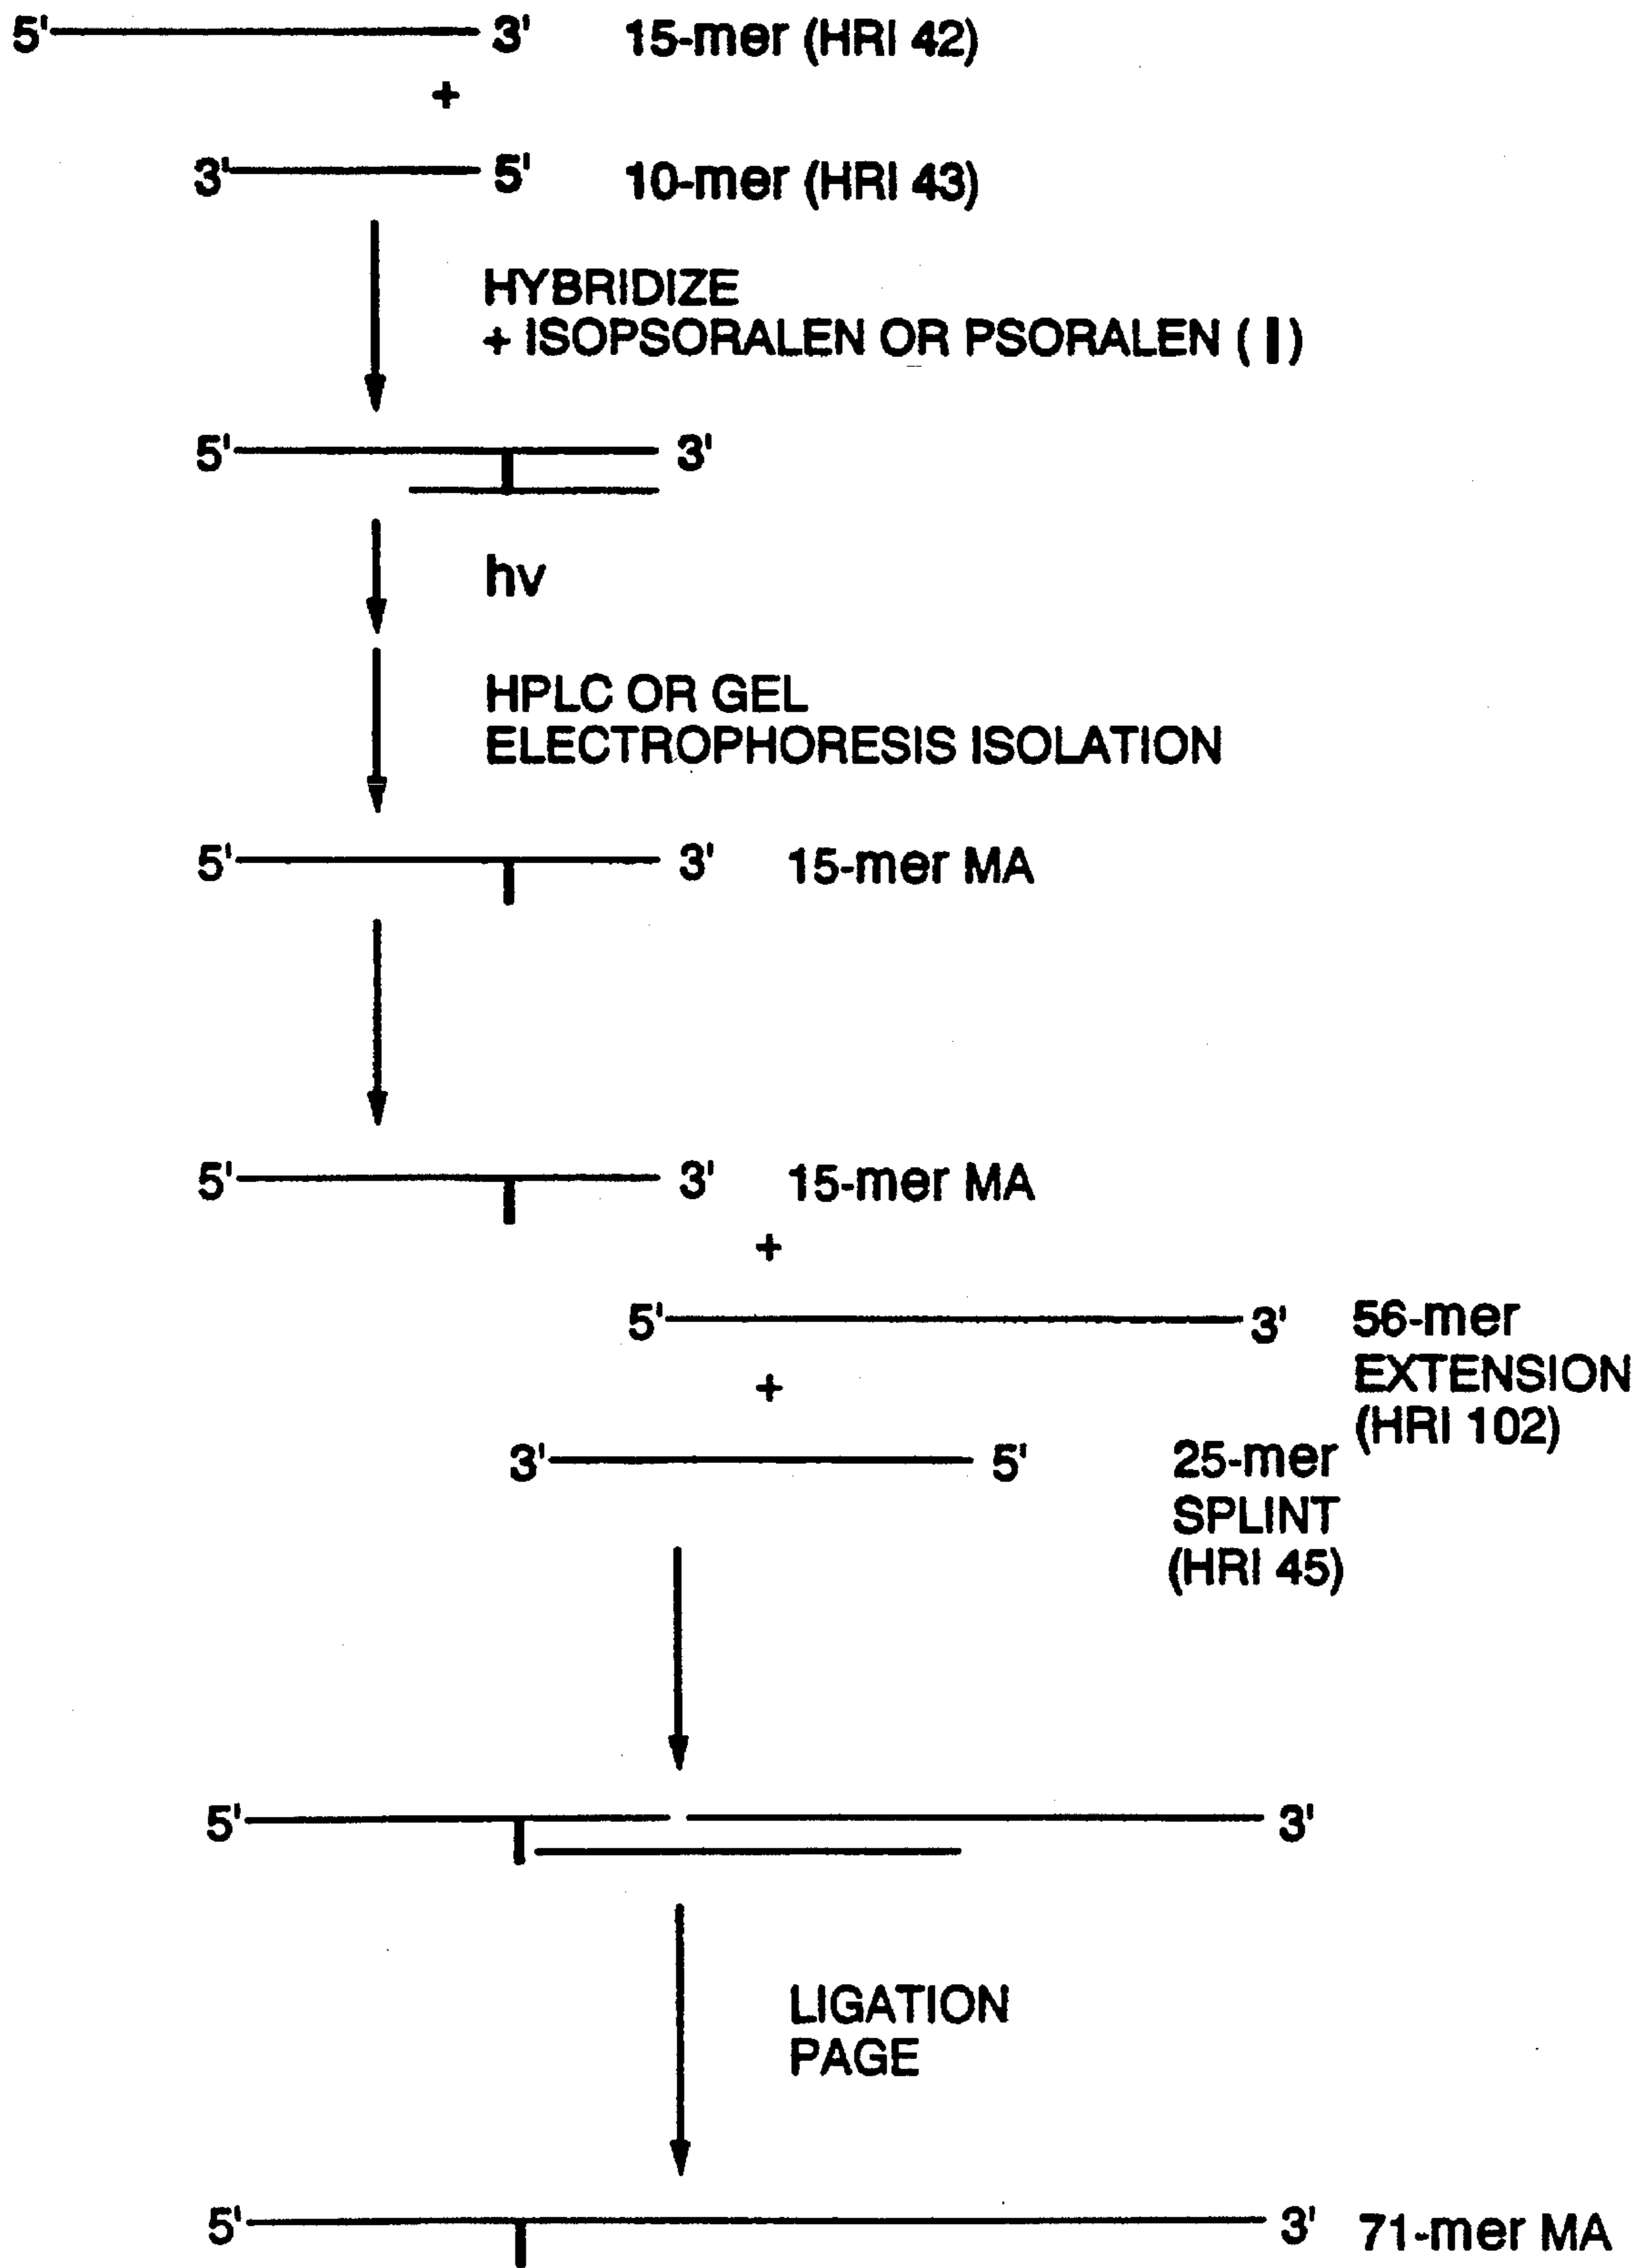 5' 3' 15-mer (HRI 42)
+
3' 5' 10-mer (HRI 43)
HYBRIDIZE
+ ISOPSORALEN OR PSORALEN ( | )
5' 3'
hv
HPLC OR GEL
ELECTROPHORESIS ISOLATION
5' 3' 15-mer MA
5' 3' 15-mer MA
+
5' 3' 56-mer
EXTENSION
(HRI 102)
+
3' 5' 25-mer
SPLINT
(HRI 45)
5' 3'
LIGATION
PAGE
5' 3' 71-mer MA